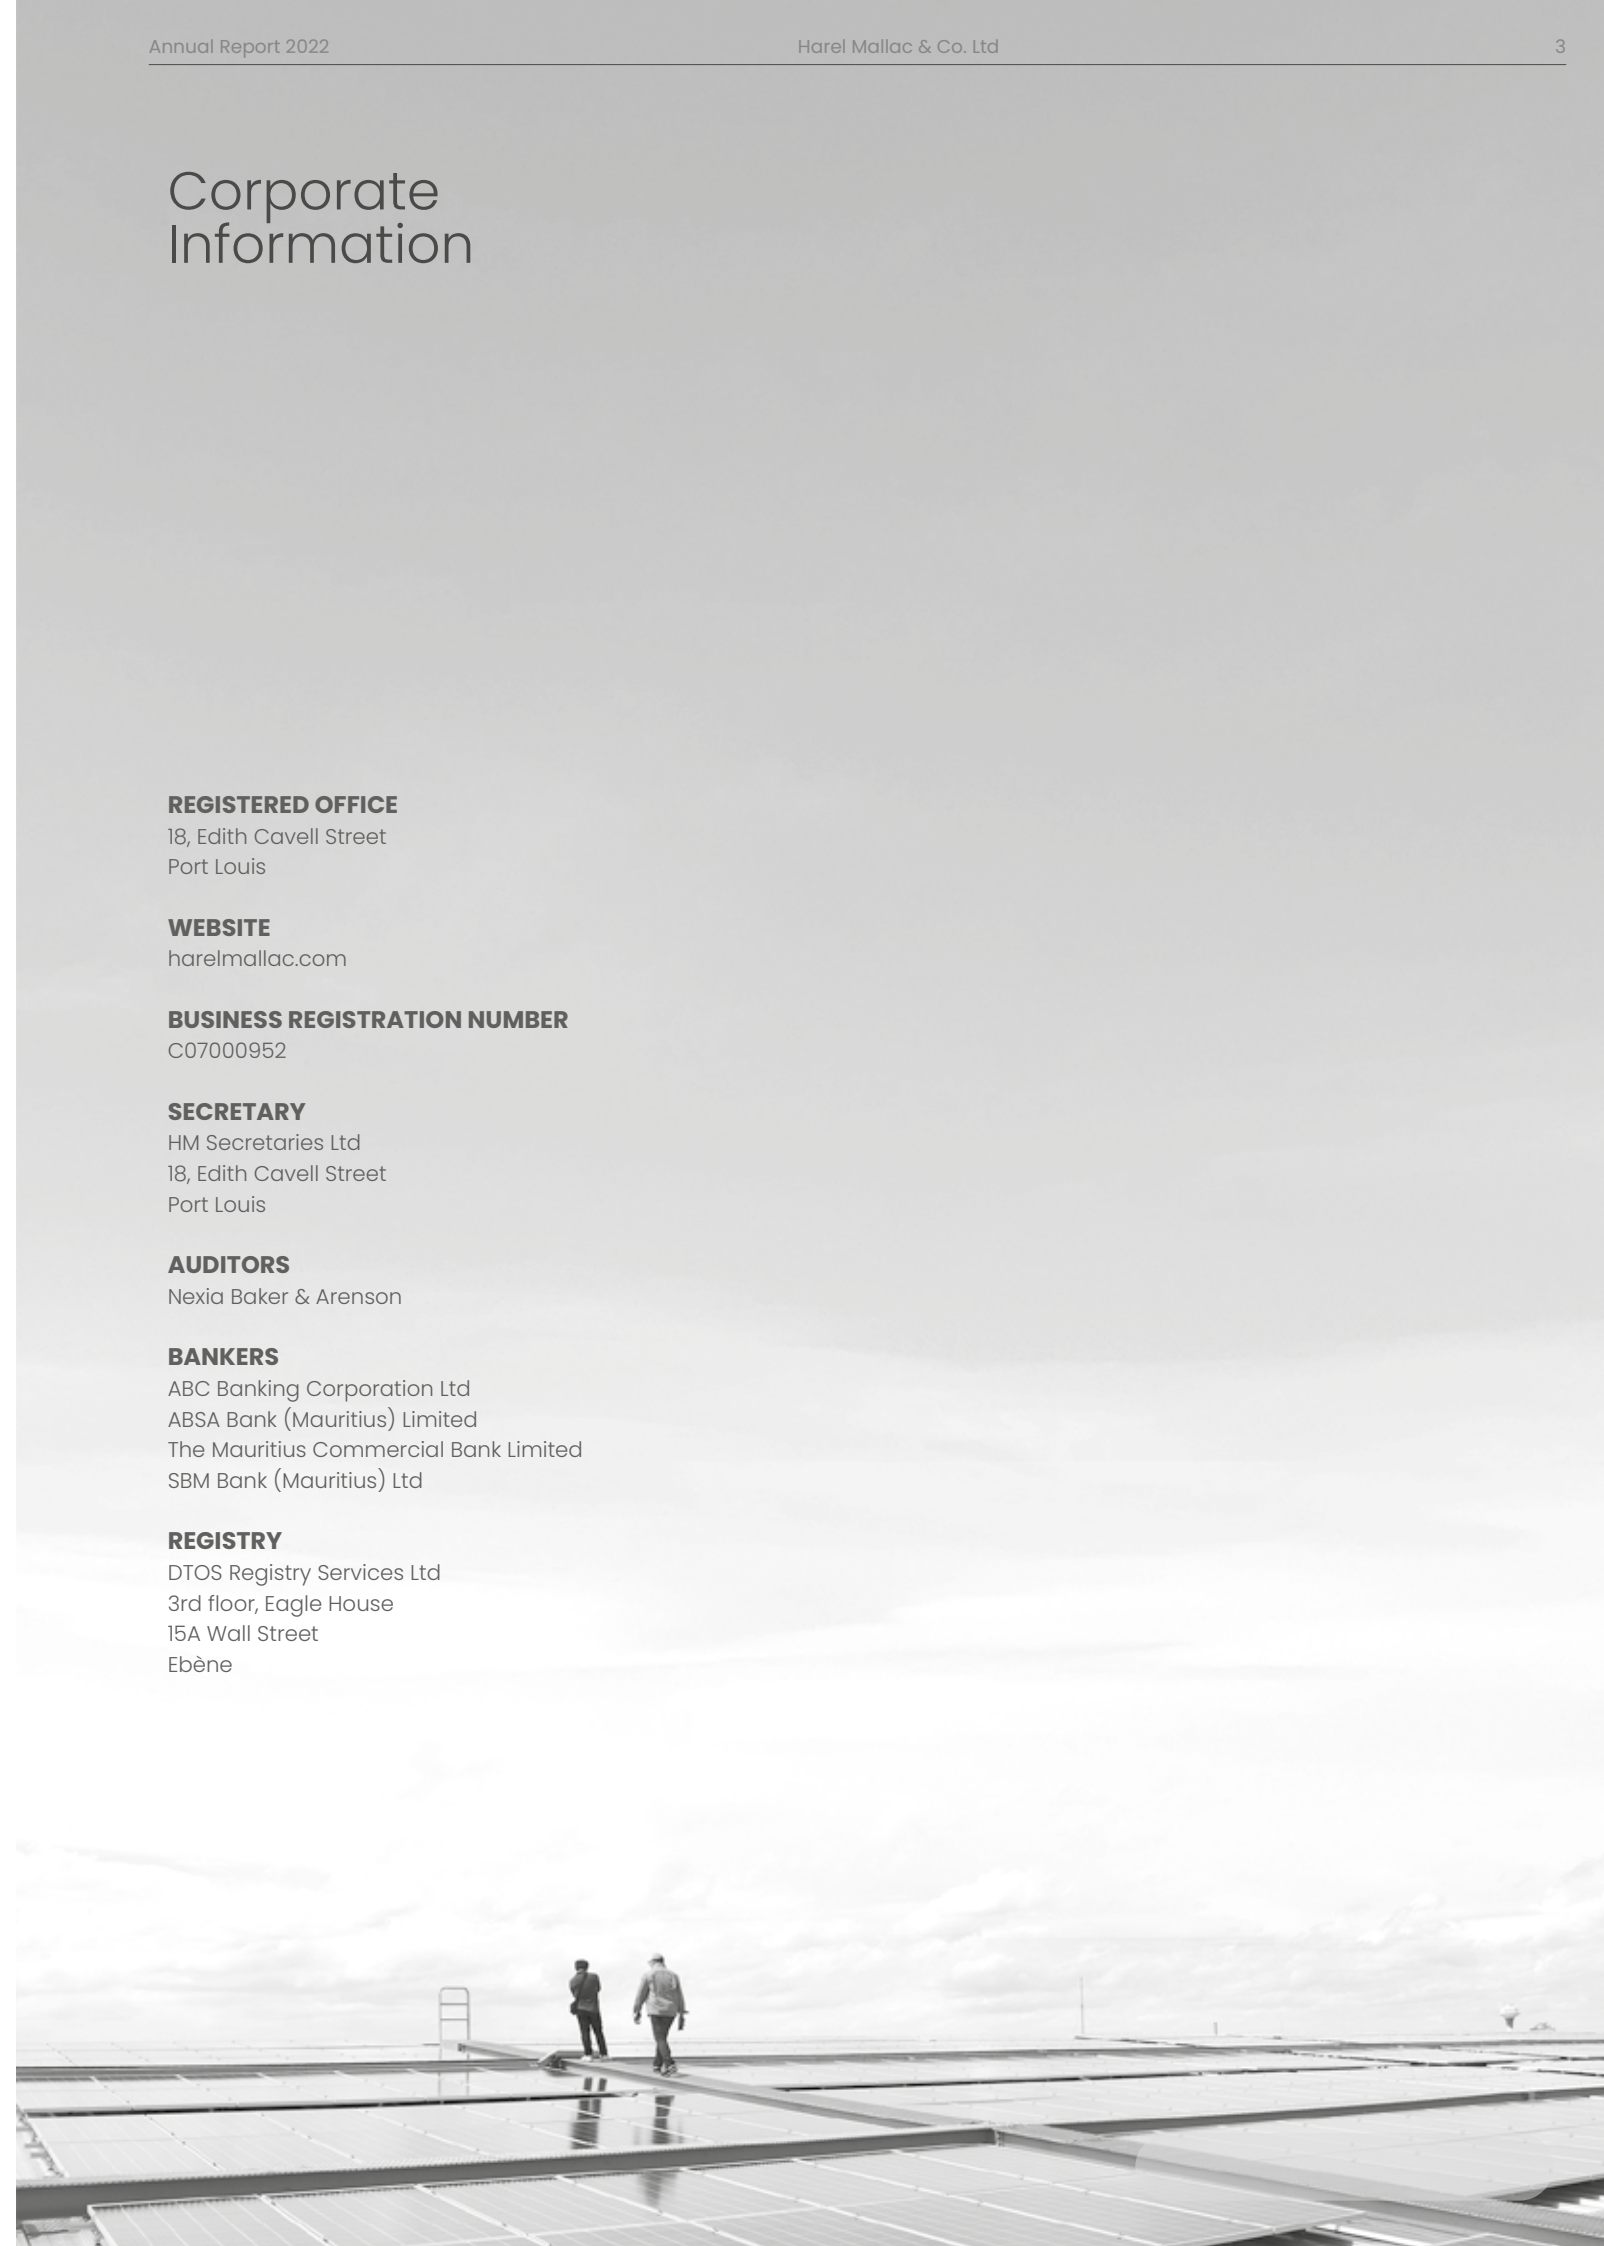 Annual Report 2022 Harel Mallac & Co. Ltd 3
Corporate
Information
REGISTERED OFFICE
18, Edith Cavell Street
Port Louis
WEBSITE
harelmallac.com
BUSINESS REGISTRATION NUMBER
C07000952
SECRETARY
HM Secretaries Ltd
18, Edith Cavell Street
Port Louis
AUDITORS
Nexia Baker & Arenson
BANKERS
ABC Banking Corporation Ltd
ABSA Bank (Mauritius) Limited
The Mauritius Commercial Bank Limited
SBM Bank (Mauritius) Ltd
REGISTRY
DTOS Registry Services Ltd
3rd floor, Eagle House
15A Wall Street
Ebène